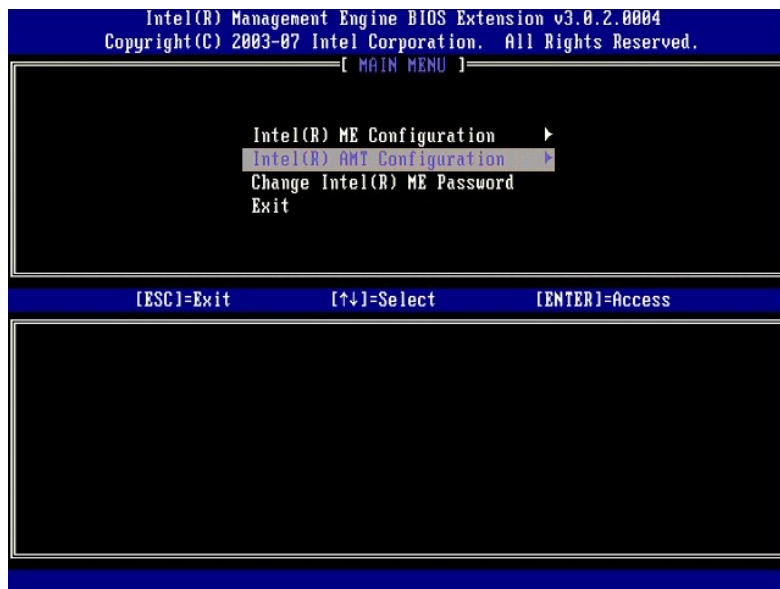 Intel(R) Management Engine BIOS Extension v3.0.2.0004
Copyright(C) 2003-07 Intel Corporation. All Rights Reserved.
[ MAIN MENU ]
Intel(R) ME Configuration ►
Intel(R) AMT Configuration ►
Change Intel(R) ME Password
Exit
[ESC]=Exit [↑↓]=Select [ENTER]=Access